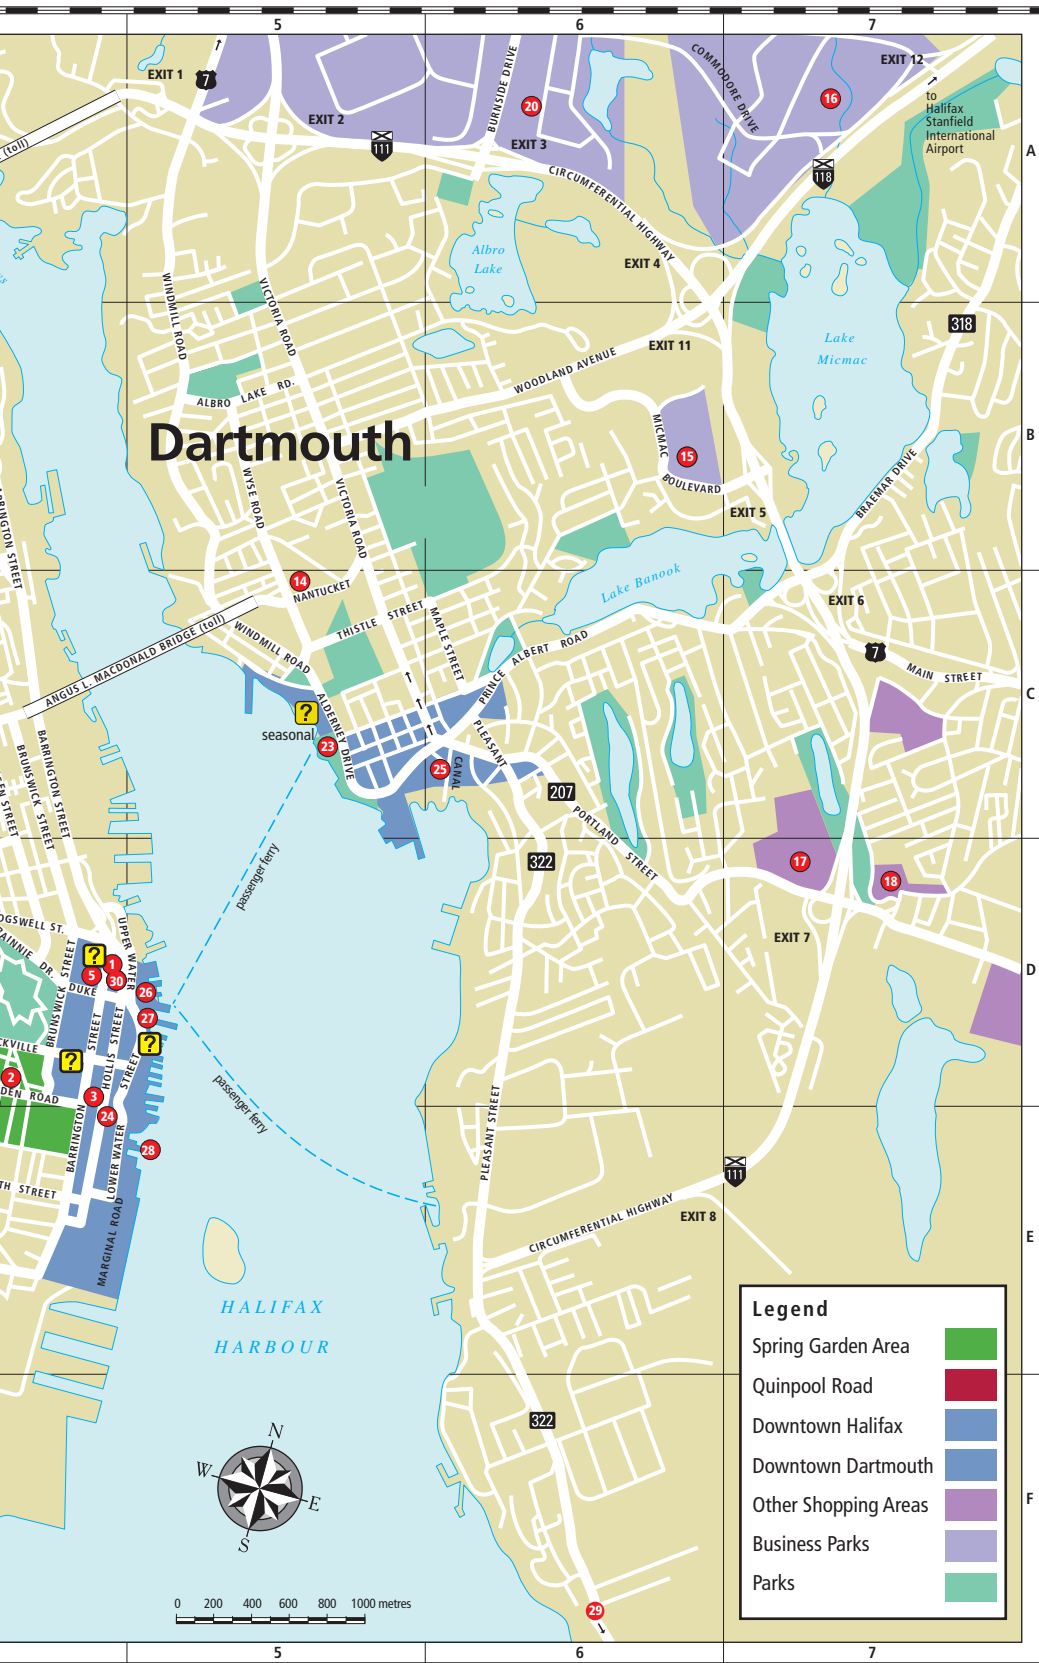 5
6
7
EXIT 1
7
EXIT 2
111
BURNSIDE DRIVE
20
EXIT 3
COMMODORE DRIVE
16
EXIT 12
to
Halifax
Stanfield
International
Airport
A
(toll)
118
CIRCUMFERENTIAL HIGHWAY
Albro
Lake
EXIT 4
WINDMILL ROAD
VICTORIA ROAD
318
Lake
Micmac
EXIT 11
WOODLAND AVENUE
ALBRO LAKE RD.
Dartmouth
MICMAC
BOULEVARD
15
B
WYSE ROAD
VICTORIA ROAD
BRAEMAR DRIVE
EXIT 5
14
NANTUCKET
Lake Banook
EXIT 6
THISTLE STREET
MAPLE STREET
ANGUS L. MACDONALD BRIDGE (toll)
WINDMILL ROAD
PRINCE ALBERT ROAD
7
MAIN STREET
C
?
seasonal
23
ALDERNEY DRIVE
PLEASANT
25
CANAL
207
PORTLAND STREET
BARRINGTON STREET
BRUNSWICK STREET
322
17
18
passenger ferry
EXIT 7
D
UPPER WATER
BRUNSWICK STREET
DUKE
?
1
5
30
26
27
?
?
STREET
HOLLIS STREET
STREET
2
3
24
28
BARRINGTON
LOWER WATER
MARGINAL ROAD
passenger ferry
PLEASANT STREET
111
CIRCUMFERENTIAL HIGHWAY
EXIT 8
E
HALIFAX
HARBOUR
Legend
Spring Garden Area
Quinpool Road
Downtown Halifax
Downtown Dartmouth
Other Shopping Areas
Business Parks
Parks
322
N
W
E
S
F
0 200 400 600 800 1000 metres
29
5
6
7